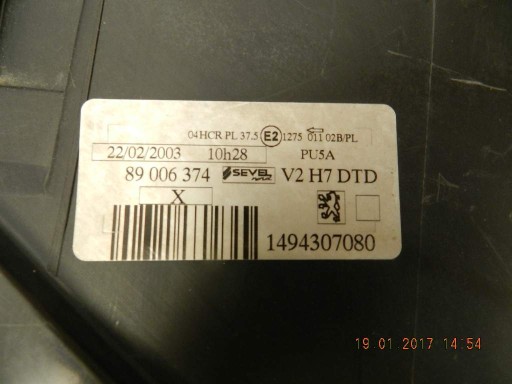 04HCR PL 37.5 E2 1275 011 02B/PL
22/02/2003 10h28 PU5A
89 006 374 SEVEL V2 H7 DTD
X
1494307080
19 01 2017 14:54